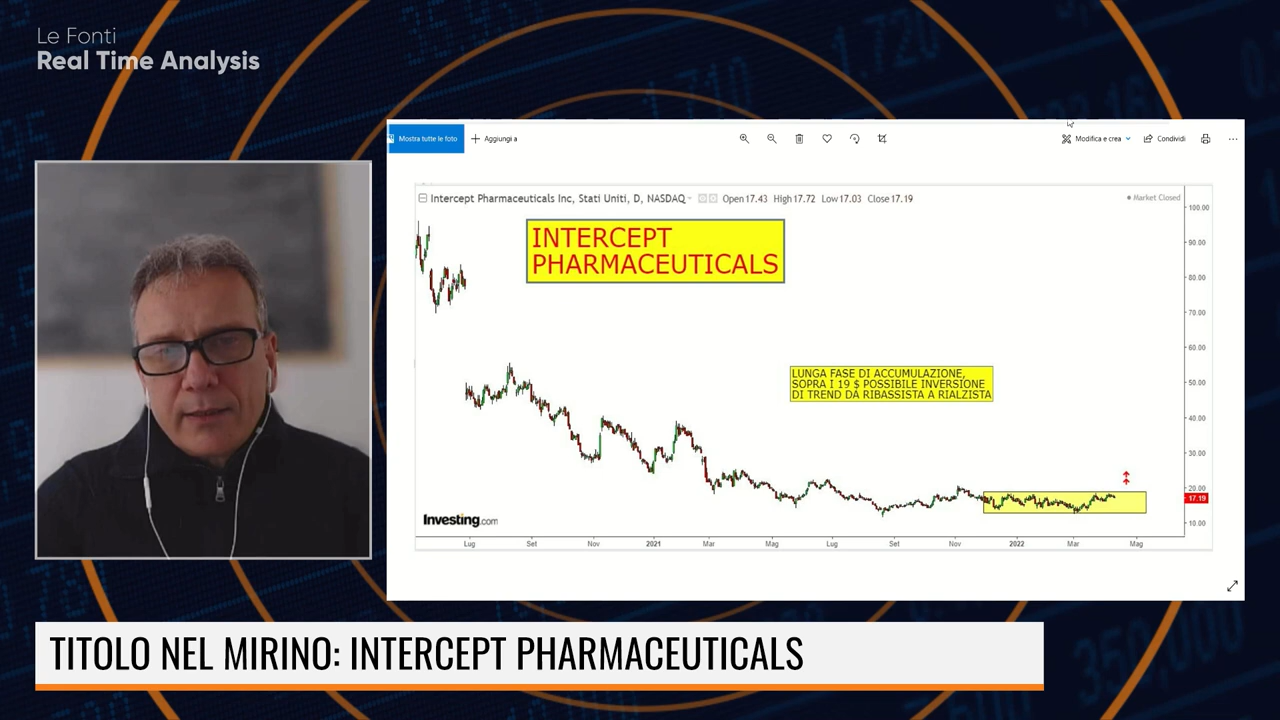 Le Fonti
Real Time Analysis
Mostra tutte le foto
Aggiungi a
Modifica e crea
Condividi
Intercept Pharmaceuticals Inc, Stati Uniti, D, NASDAQ
Open 17.43 High 17.72 Low 17.03 Close 17.19
Market Closed
INTERCEPT
PHARMACEUTICALS
LUNGA FASE DI ACCUMULAZIONE,
SOPRA I 19 $ POSSIBILE INVERSIONE
DI TREND DA RIBASSISTA A RIALZISTA
100.00
90.00
80.00
70.00
60.00
50.00
40.00
30.00
20.00
17.19
10.00
Investing.com
Lug Set Nov 2021 Mar Mag Lug Set Nov 2022 Mar Mag
TITOLO NEL MIRINO: INTERCEPT PHARMACEUTICALS